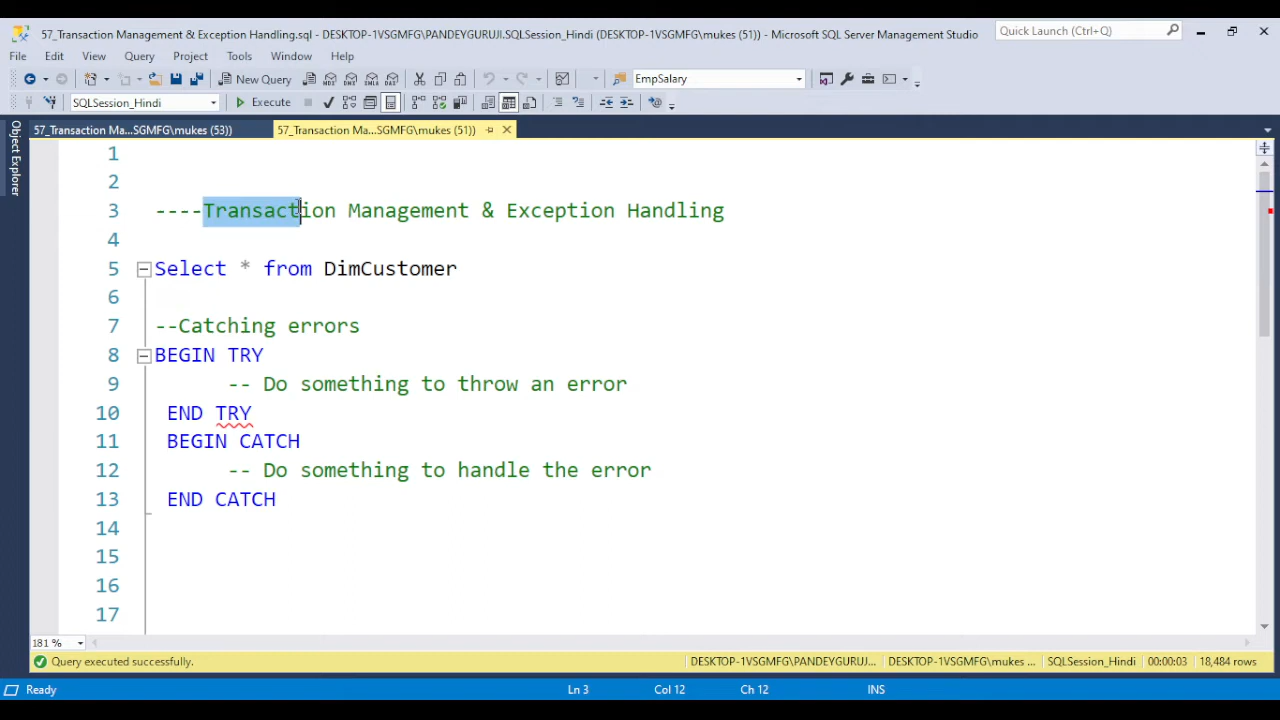 57_Transaction Management & Exception Handling.sql - DESKTOP-1VSGMFG\PANDEYGURUJI.SQLSession_Hindi (DESKTOP-1VSGMFG\mukes (51)) - Microsoft SQL Server Management Studio
Quick Launch (Ctrl+Q)
File Edit View Query Project Tools Window Help
New Query
EmpSalary
SQLSession_Hindi
Execute
57_Transaction Ma...SGMFG\mukes (53))
57_Transaction Ma...SGMFG\mukes (51))
Object Explorer
1
2
3 ----Transaction Management & Exception Handling
4
5 Select * from DimCustomer
6
7 --Catching errors
8 BEGIN TRY
9 -- Do something to throw an error
10 END TRY
11 BEGIN CATCH
12 -- Do something to handle the error
13 END CATCH
14
15
16
17
181 %
Query executed successfully. DESKTOP-1VSGMFG\PANDEYGURUJI... DESKTOP-1VSGMFG\mukes ... SQLSession_Hindi 00:00:03 18,484 rows
Ready Ln 3 Col 12 Ch 12 INS